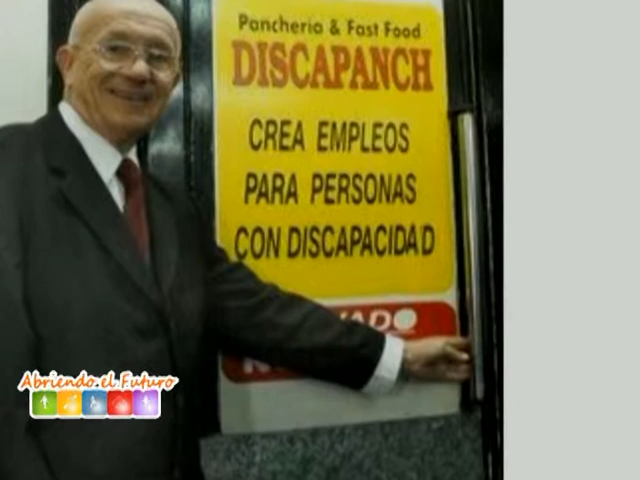 Pancheria & Fast Food
DISCAPANCH
CREA EMPLEOS
PARA PERSONAS
CON DISCAPACIDAD
Abriendo el Futuro